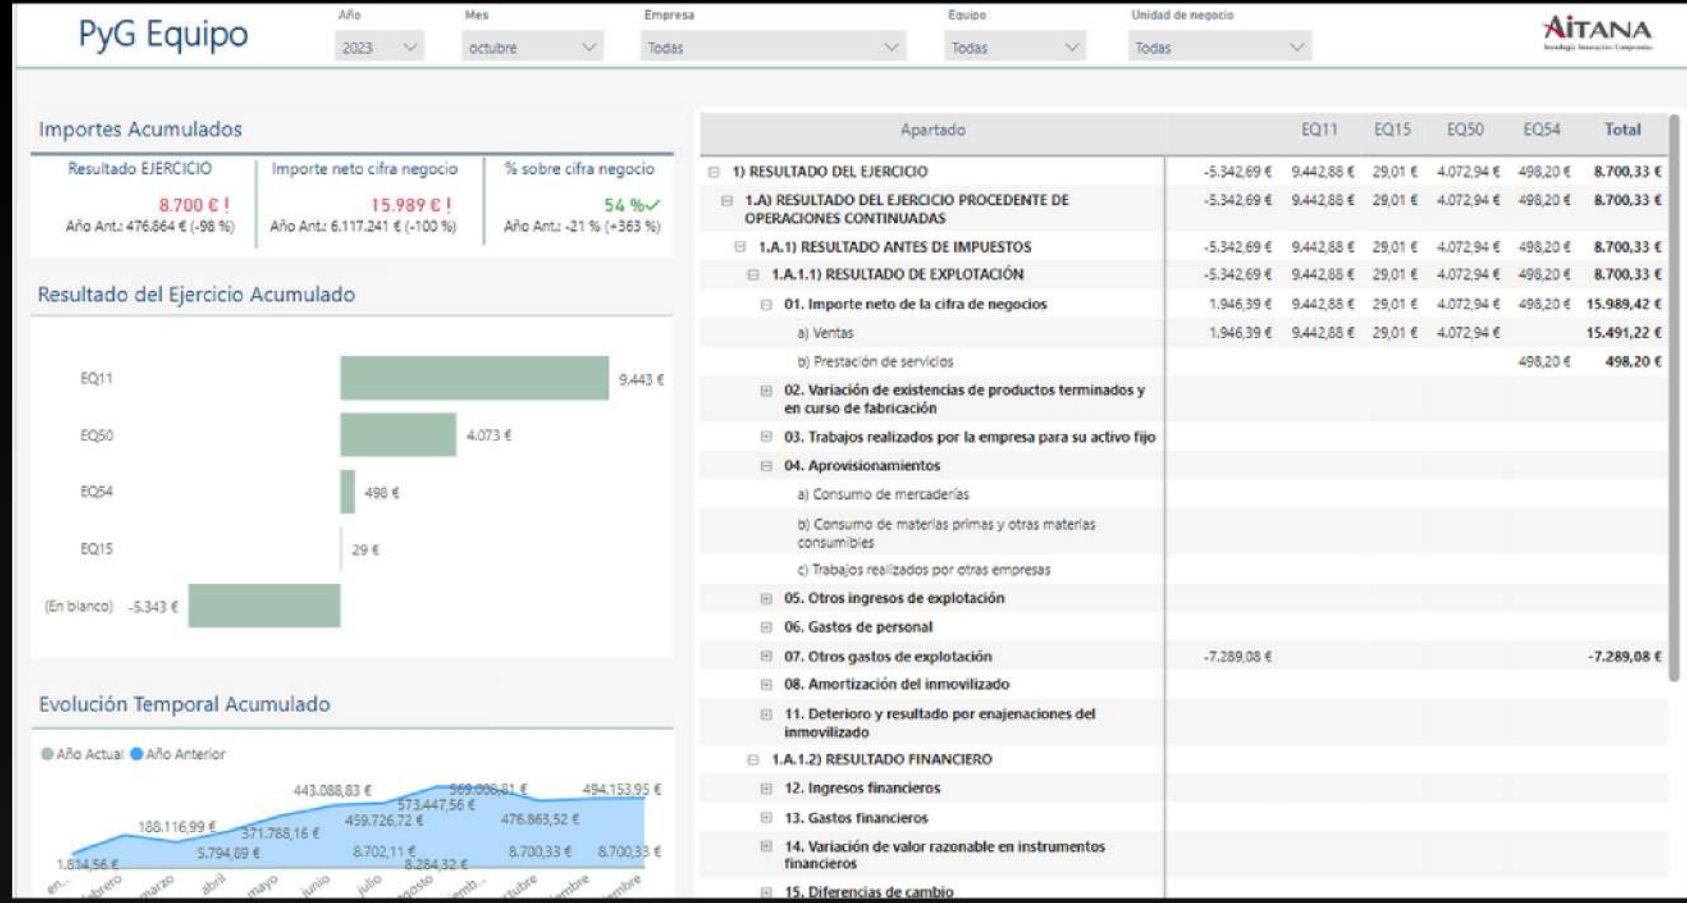 PyG Equipo
Año
2023
Mes
octubre
Empresa
Todas
Equipo
Todas
Unidad de negocio
Todas
AiTANA
Importes Acumulados
Resultado EJERCICIO
8.700 € !
Año Ant.: 476.864 € (-98 %)
Importe neto cifra negocio
15.989 € !
Año Ant.: 6.117.241 € (-100 %)
% sobre cifra negocio
54 %✓
Año Ant.: -21 % (+363 %)
Resultado del Ejercicio Acumulado
EQ11 9.443 €
EQ50 4.073 €
EQ54 498 €
EQ15 29 €
(En blanco) -5.343 €
Evolución Temporal Acumulado
Año Actual Año Anterior
443.088,83 € 494.153,95 €
573.447,56 €
188.116,99 € 371.788,16 € 459.726,72 € 476.863,52 €
1.814,56 € 5.794,89 € 8.702,11 € 8.284,32 € 8.700,33 € 8.700,33 €
en... marzo abril mayo junio julio
Apartado EQ11 EQ15 EQ50 EQ54 Total
1) RESULTADO DEL EJERCICIO -5.342,69 € 9.442,88 € 29,01 € 4.072,94 € 498,20 € 8.700,33 €
1.A) RESULTADO DEL EJERCICIO PROCEDENTE DE -5.342,69 € 9.442,88 € 29,01 € 4.072,94 € 498,20 € 8.700,33 €
OPERACIONES CONTINUADAS
1.A.1) RESULTADO ANTES DE IMPUESTOS -5.342,69 € 9.442,88 € 29,01 € 4.072,94 € 498,20 € 8.700,33 €
1.A.1.1) RESULTADO DE EXPLOTACIÓN -5.342,69 € 9.442,88 € 29,01 € 4.072,94 € 498,20 € 8.700,33 €
01. Importe neto de la cifra de negocios 1.946,39 € 9.442,88 € 29,01 € 4.072,94 € 498,20 € 15.989,42 €
a) Ventas 1.946,39 € 9.442,88 € 29,01 € 4.072,94 € 15.491,22 €
b) Prestación de servicios 498,20 € 498,20 €
02. Variación de existencias de productos terminados y
en curso de fabricación
03. Trabajos realizados por la empresa para su activo fijo
04. Aprovisionamientos
a) Consumo de mercaderías
b) Consumo de materias primas y otras materias
consumibles
c) Trabajos realizados por otras empresas
05. Otros ingresos de explotación
06. Gastos de personal
07. Otros gastos de explotación -7.289,08 € -7.289,08 €
08. Amortización del inmovilizado
11. Deterioro y resultado por enajenaciones del
inmovilizado
1.A.1.2) RESULTADO FINANCIERO
12. Ingresos financieros
13. Gastos financieros
14. Variación de valor razonable en instrumentos
financieros
15. Diferencias de cambio